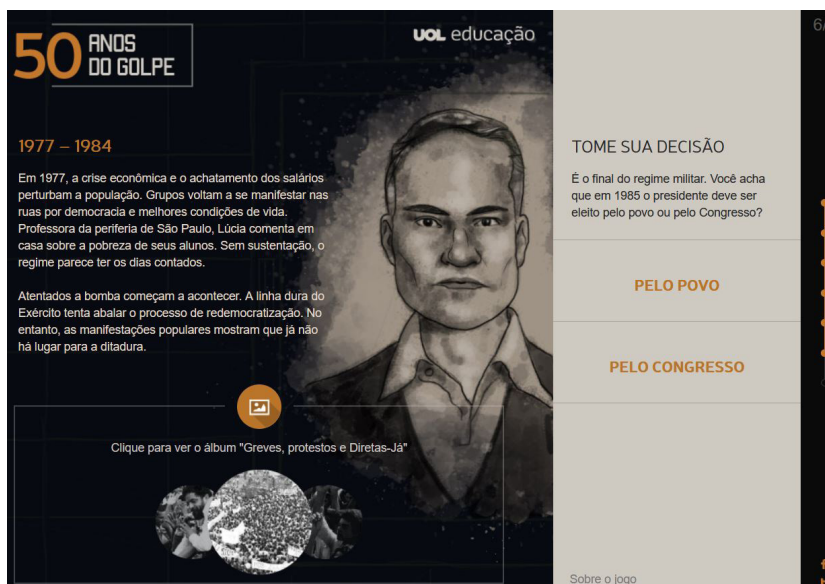 50 ANOS
DO GOLPE
UOL educação
1977 – 1984
Em 1977, a crise econômica e o achatamento dos salários
perturbam a população. Grupos voltam a se manifestar nas
ruas por democracia e melhores condições de vida.
Professora da periferia de São Paulo, Lúcia comenta em
casa sobre a pobreza de seus alunos. Sem sustentação, o
regime parece ter os dias contados.
Atentados a bomba começam a acontecer. A linha dura do
Exército tenta abalar o processo de redemocratização. No
entanto, as manifestações populares mostram que já não
há lugar para a ditadura.
Clique para ver o álbum "Greves, protestos e Diretas-Já"
TOME SUA DECISÃO
É o final do regime militar. Você acha
que em 1985 o presidente deve ser
eleito pelo povo ou pelo Congresso?
PELO POVO
PELO CONGRESSO
Sobre o jogo
6/